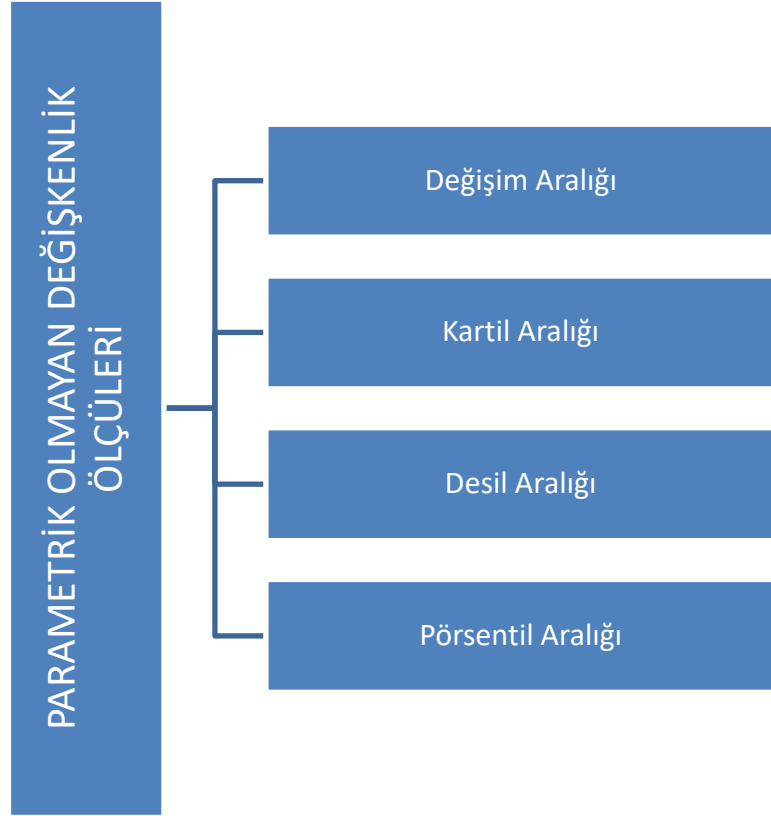 PARAMETRİK OLMAYAN DEĞİŞKENLİK
ÖLÇÜLERİ
Değişim Aralığı
Kartil Aralığı
Desil Aralığı
Pörsentil Aralığı